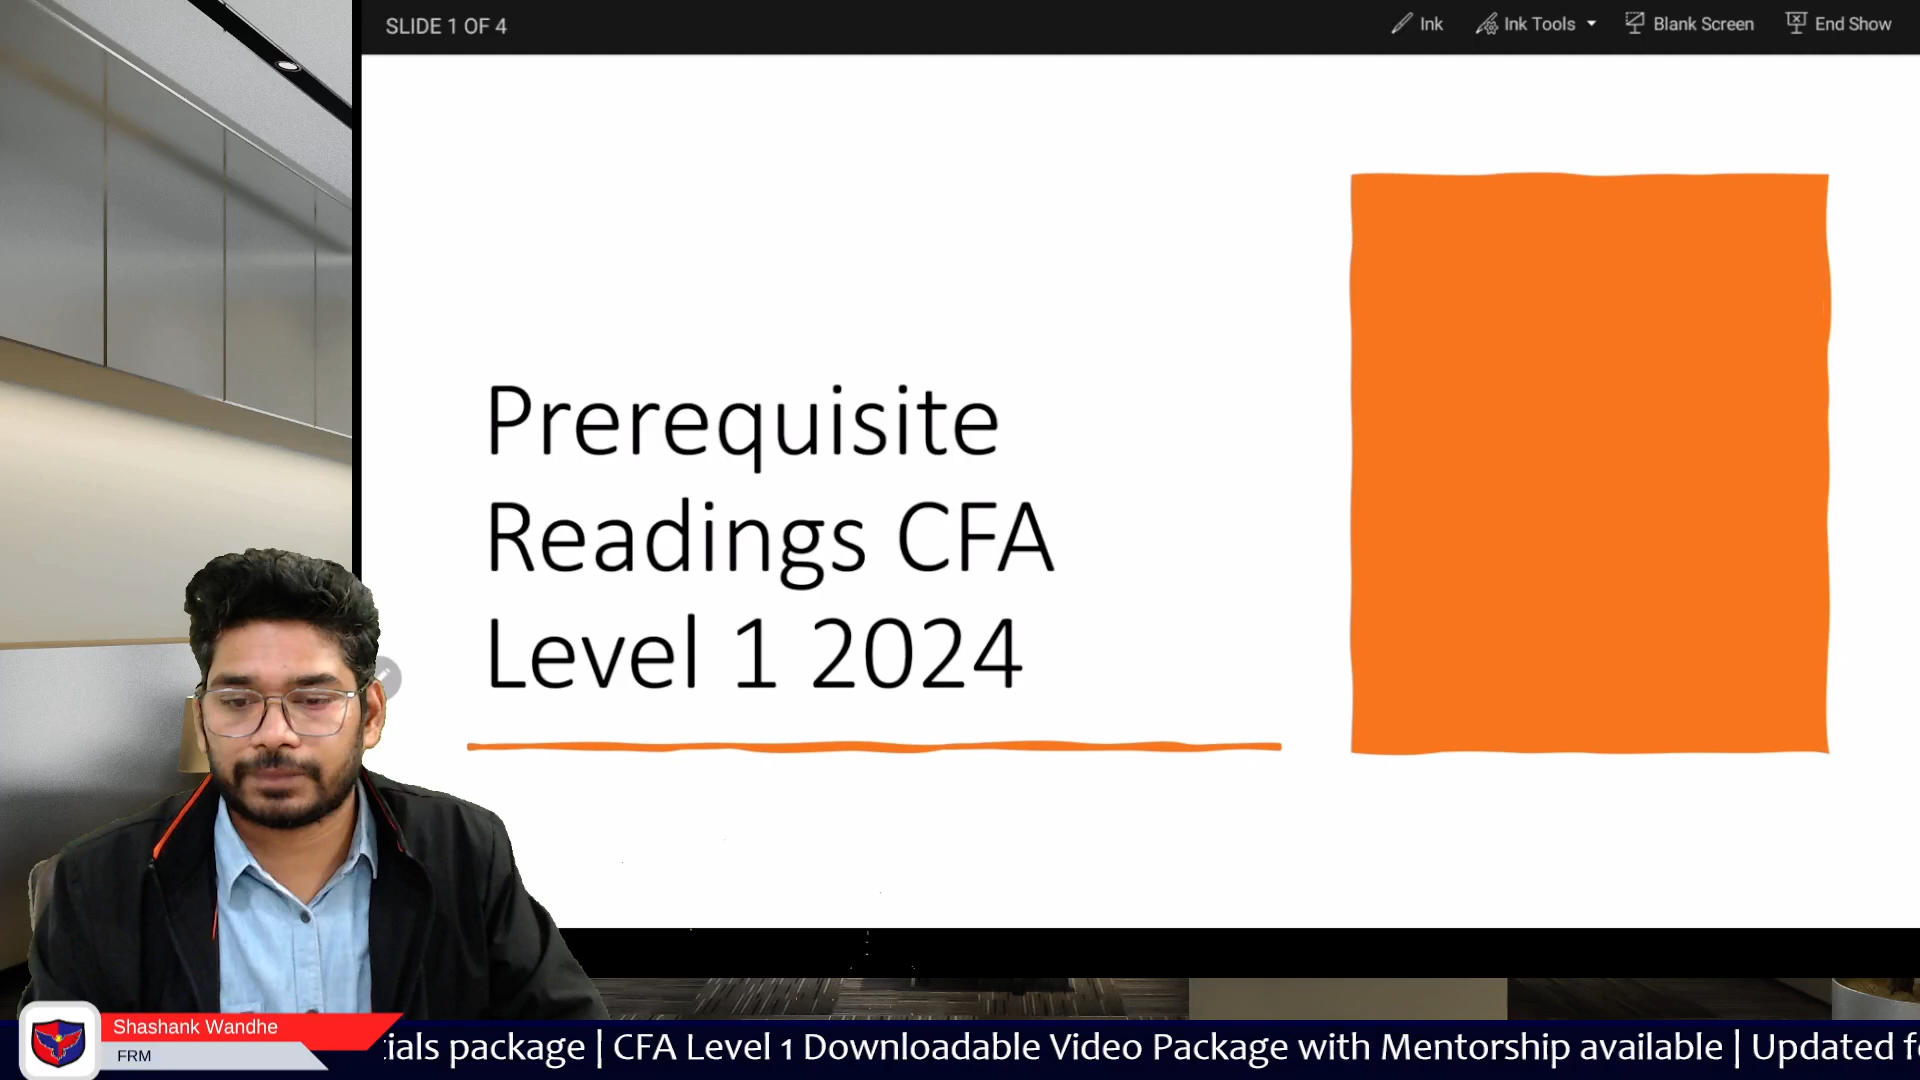 SLIDE 1 OF 4
Ink
Ink Tools
Blank Screen
End Show
Prerequisite
Readings CFA
Level 1 2024
Shashank Wandhe
FRM
package | CFA Level 1 Downloadable Video Package with Mentorship available | Updated